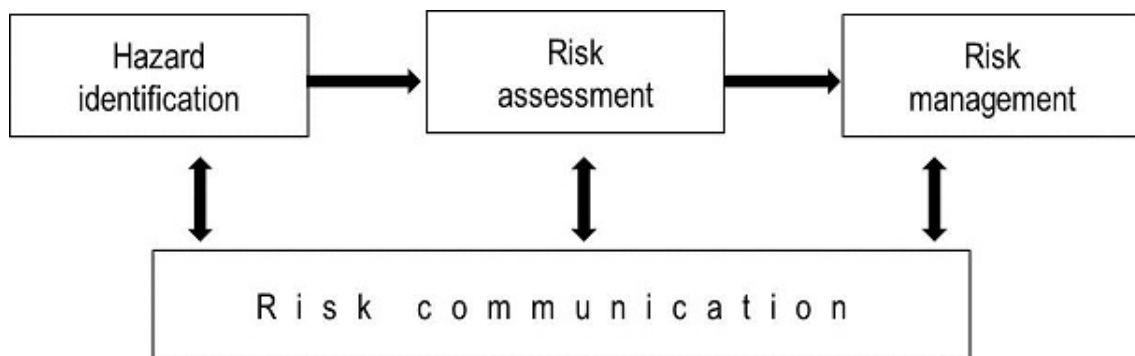 Hazard
identification
Risk
assessment
Risk
management
Risk communication